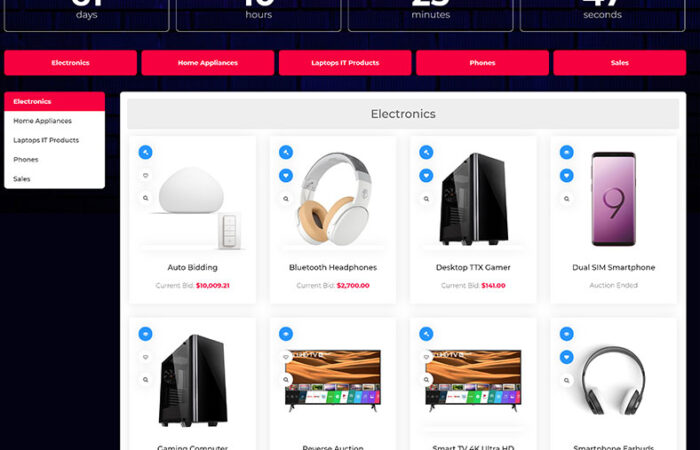 days hours minutes seconds
Electronics Home Appliances Laptops IT Products Phones Sales
Electronics
Home Appliances
Laptops IT Products
Phones
Sales
Electronics
9
Auto Bidding Bluetooth Headphones Desktop TTX Gamer Dual SIM Smartphone
Current Bid: $10,009.21 Current Bid: $2,700.00 Current Bid: $141.00 Auction Ended
Gaming Computer Reverse Auction Smart TV 4K Ultra HD Smartphone Earbuds